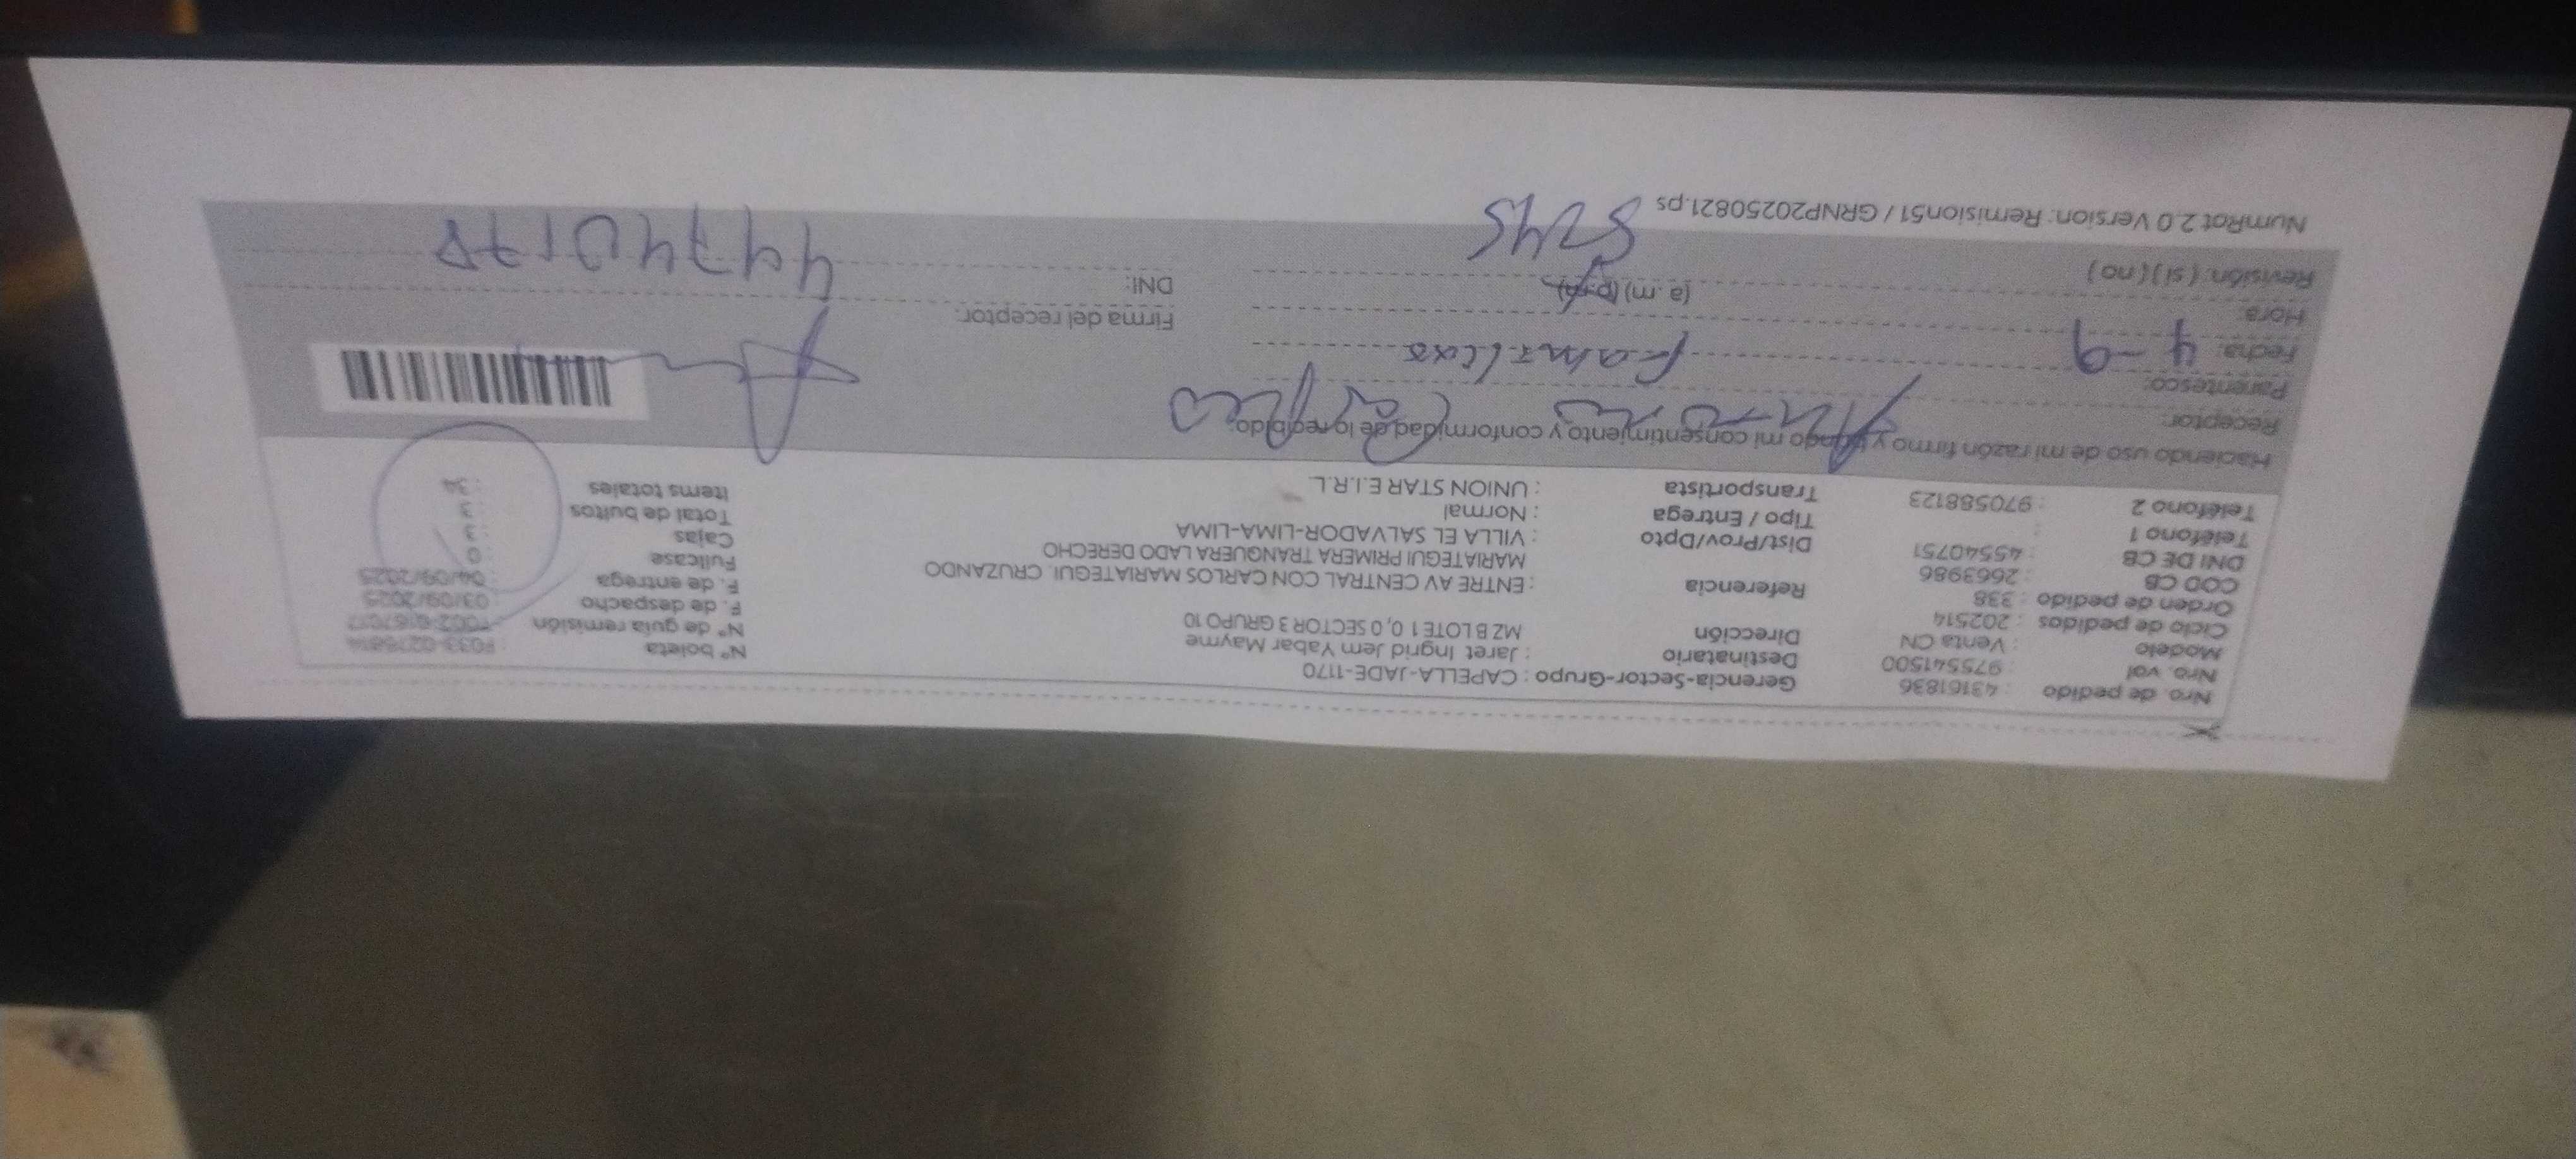 Nro. de pedido : 43161836 Gerencia-Sector-Grupo : CAPELLA-JADE-1170 N° boleta
Nro. vol : 975541500 Destinatario : Jaret Ingrid Jem Yabar Mayme N° de guía remisión
Modelo : Venta CN Dirección MZ B LOTE 1 0, 0 SECTOR 3 GRUPO 10 F. de despacho : 03/09/2025
Ciclo de pedidos : 202514 Referencia : ENTRE AV CENTRAL CON CARLOS MARIATEGUI. CRUZANDO F. de entrega : 04/09/2025
Orden de pedido : 338 MARIATEGUI PRIMERA TRANQUERA LADO DERECHO Fullcase : 0
COD CB : 2663986 Dist/Prov/Dpto : VILLA EL SALVADOR-LIMA-LIMA Cajas : 3
DNI DE CB : 45540751 Tipo / Entrega : Normal Total de bultos : 3
Teléfono 1 : Transportista : UNION STAR E.I.R.L. Items totales : 34
Teléfono 2 : 970588123
Haciendo uso de mi razón firmo y mi consentimiento y conformidad de lo recibido.
Receptor:
Parentesco: Familiar
Fecha: 4-9
Hora: (a. m) (p.m) Firma del receptor:
Revisión: ( si ) ( no ) DNI:
NumRot 2.0 Version: Remision51 / GRNP20250821.ps